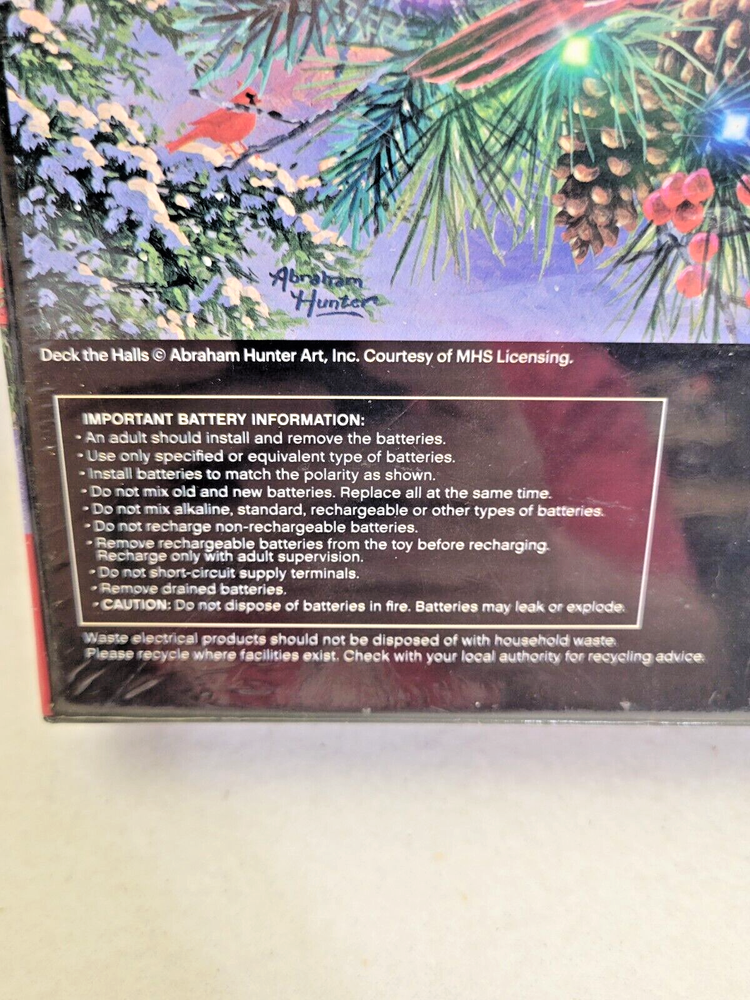 Abraham
Hunter
Deck the Halls © Abraham Hunter Art, Inc. Courtesy of MHS Licensing.
IMPORTANT BATTERY INFORMATION:
• An adult should install and remove the batteries.
• Use only specified or equivalent type of batteries.
• Install batteries to match the polarity as shown.
• Do not mix old and new batteries. Replace all at the same time.
• Do not mix alkaline, standard, rechargeable or other types of batteries.
• Do not recharge non-rechargeable batteries.
• Remove rechargeable batteries from the toy before recharging.
Recharge only with adult supervision.
• Do not short-circuit supply terminals.
• Remove drained batteries.
• CAUTION: Do not dispose of batteries in fire. Batteries may leak or explode.
Waste electrical products should not be disposed of with household waste.
Please recycle where facilities exist. Check with your local authority for recycling advice.